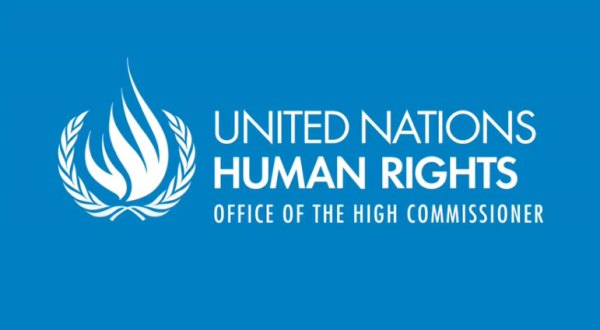 UNITED NATIONS
HUMAN RIGHTS
OFFICE OF THE HIGH COMMISSIONER